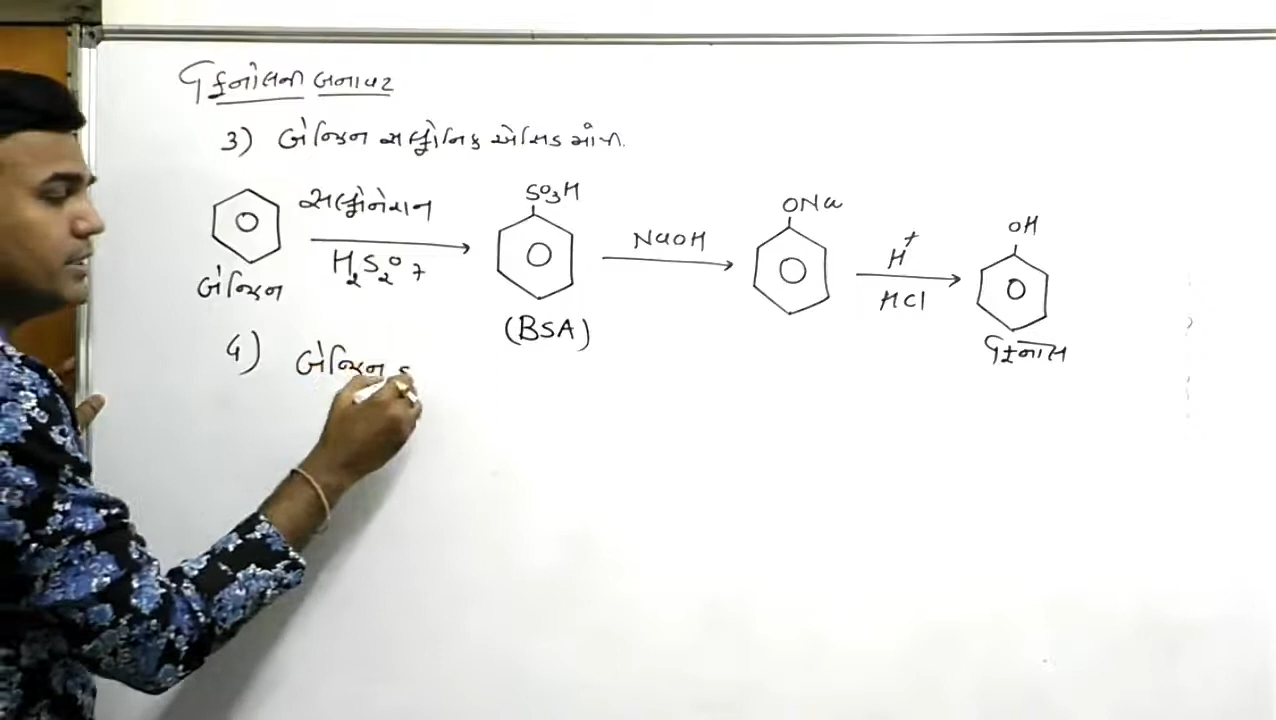 ફિનોલની બનાવટ
3) બેન્ઝિન સલ્ફોનિક એસિડ માંથી.
સલ્ફોનેશન
H₂S₂O₇
બેન્ઝિન
SO₃H
(BSA)
NaOH
ONa
H⁺
HCl
OH
ફિનોલ
4) બેન્ઝિન